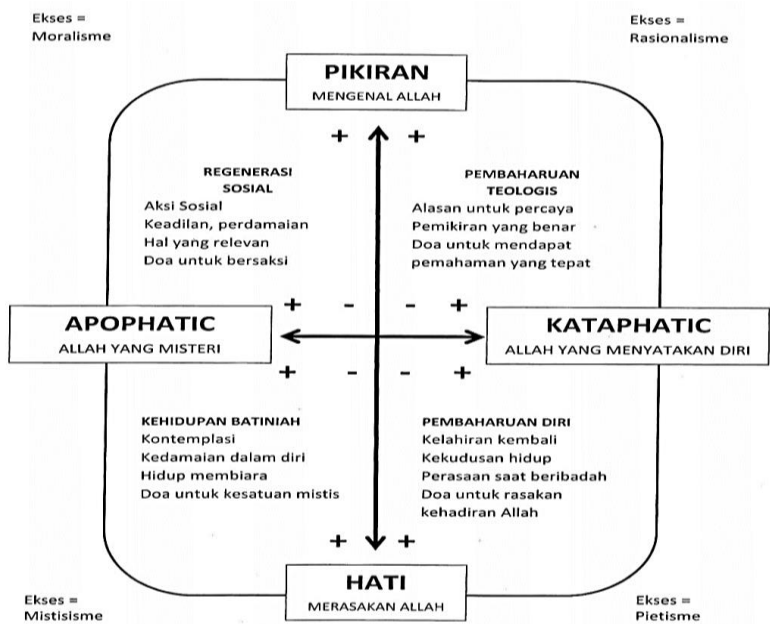 Ekses =
Moralisme
Ekses =
Rasionalisme
PIKIRAN
MENGENAL ALLAH
+ +
REGENERASI
SOSIAL
Aksi Sosial
Keadilan, perdamaian
Hal yang relevan
Doa untuk bersaksi
PEMBAHARUAN
TEOLOGIS
Alasan untuk percaya
Pemikiran yang benar
Doa untuk mendapat
pemahaman yang tepat
+ - - +
APOPHATIC
ALLAH YANG MISTERI
KATAPHATIC
ALLAH YANG MENYATAKAN DIRI
+ - - +
KEHIDUPAN BATINIAH
Kontemplasi
Kedamaian dalam diri
Hidup membiara
Doa untuk kesatuan mistis
PEMBAHARUAN DIRI
Kelahiran kembali
Kekudusan hidup
Perasaan saat beribadah
Doa untuk rasakan
kehadiran Allah
+ +
HATI
MERASAKAN ALLAH
Ekses =
Mistisisme
Ekses =
Pietisme